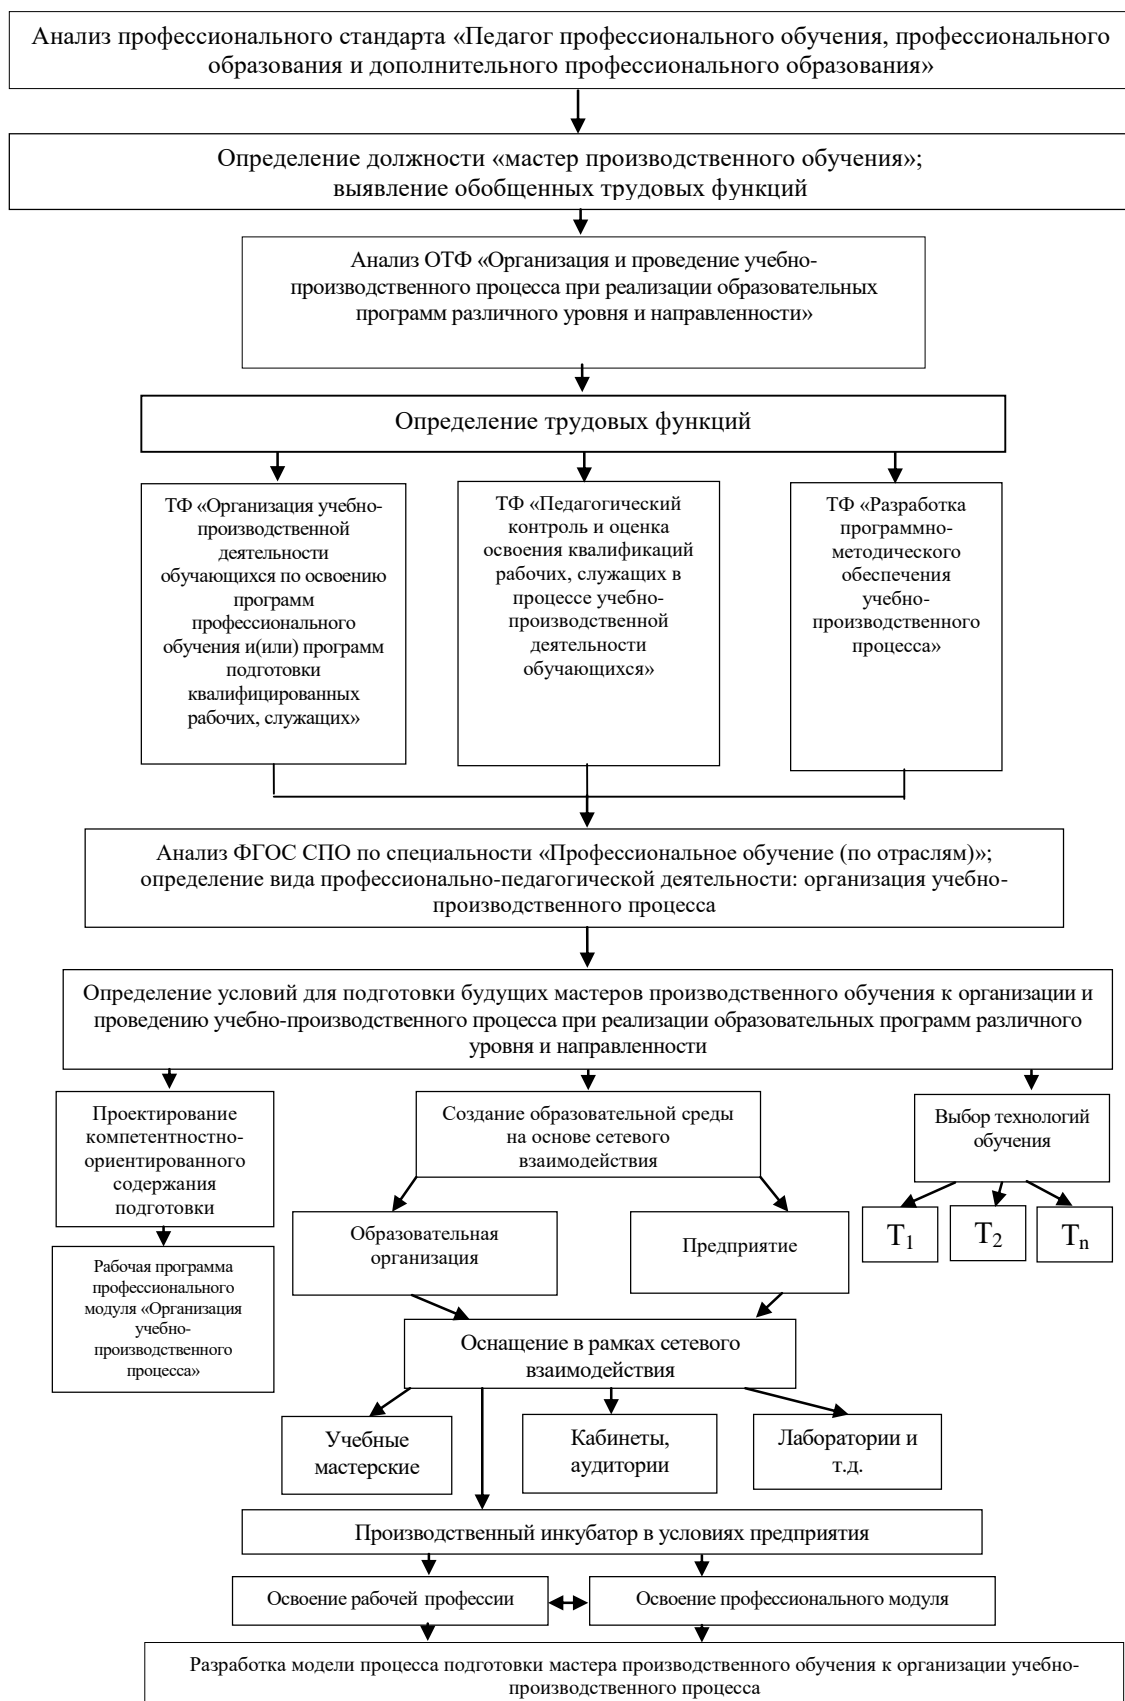 Анализ профессионального стандарта «Педагог профессионального обучения, профессионального
образования и дополнительного профессионального образования»
Определение должности «мастер производственного обучения»;
выявление обобщенных трудовых функций
Анализ ОТФ «Организация и проведение учебно-
производственного процесса при реализации образовательных
программ различного уровня и направленности»
Определение трудовых функций
ТФ «Организация учебно-
производственной
деятельности
обучающихся по освоению
программ
профессионального
обучения и(или) программ
подготовки
квалифицированных
рабочих, служащих»
ТФ «Педагогический
контроль и оценка
освоения квалификаций
рабочих, служащих в
процессе учебно-
производственной
деятельности
обучающихся»
ТФ «Разработка
программно-
методического
обеспечения
учебно-
производственного
процесса»
Анализ ФГОС СПО по специальности «Профессиональное обучение (по отраслям)»;
определение вида профессионально-педагогической деятельности: организация учебно-
производственного процесса
Определение условий для подготовки будущих мастеров производственного обучения к организации и
проведению учебно-производственного процесса при реализации образовательных программ различного
уровня и направленности
Проектирование
компетентностно-
ориентированного
содержания
подготовки
Создание образовательной среды
на основе сетевого
взаимодействия
Выбор технологий
обучения
Рабочая программа
профессионального
модуля «Организация
учебно-
производственного
процесса»
Образовательная
организация
Предприятие
T1
T2
Tn
Оснащение в рамках сетевого
взаимодействия
Учебные
мастерские
Кабинеты,
аудитории
Лаборатории и
т.д.
Производственный инкубатор в условиях предприятия
Освоение рабочей профессии
Освоение профессионального модуля
Разработка модели процесса подготовки мастера производственного обучения к организации учебно-
производственного процесса